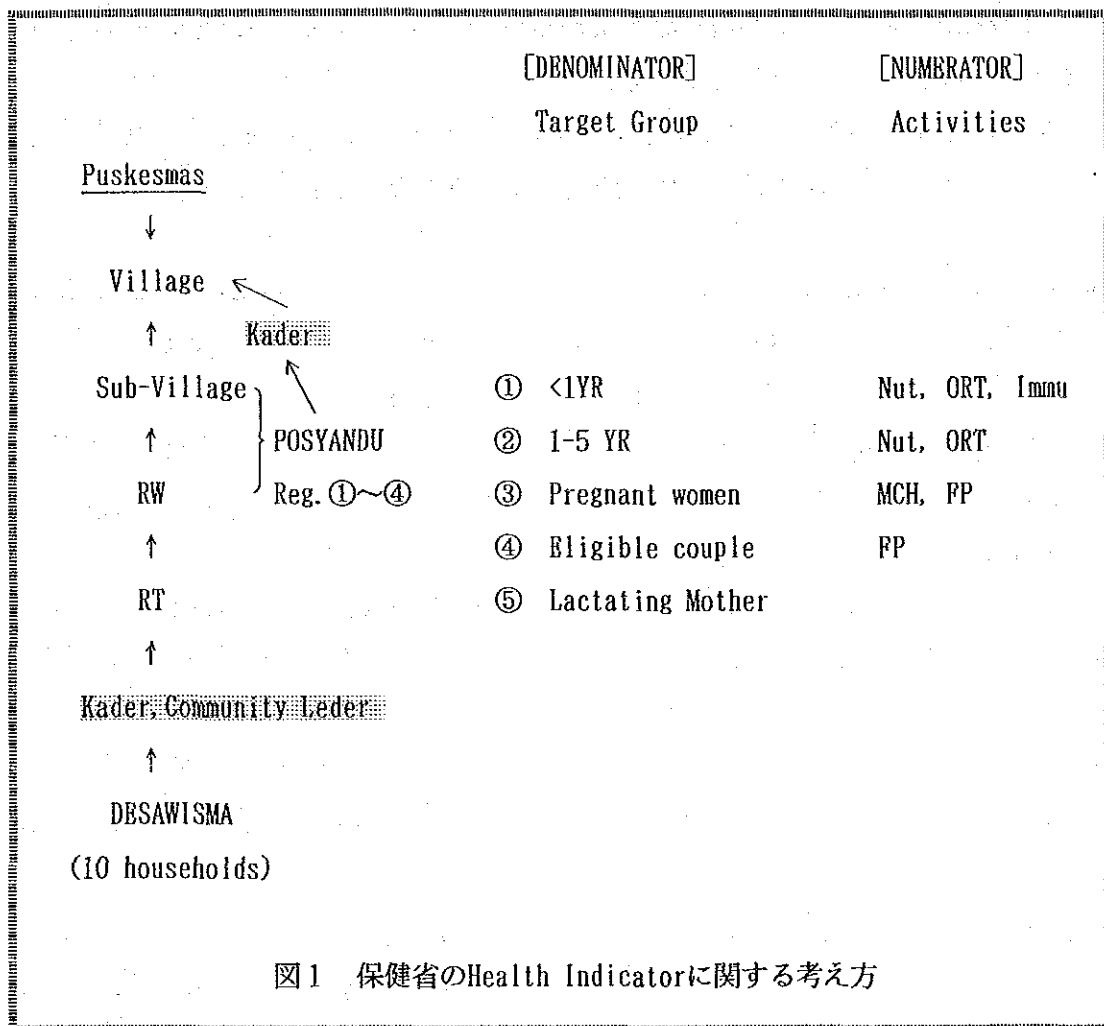 [DENOMINATOR] [NUMERATOR]
Target Group Activities
Puskesmas
↓
Village
↑ Kader
Sub-Village ① <1YR Nut, ORT, Immu
↑ POSYANDU ② 1-5 YR Nut, ORT
RW Reg. ①～④ ③ Pregnant women MCH, FP
↑ ④ Eligible couple FP
RT ⑤ Lactating Mother
↑
Kader, Community Leder
↑
DESAWISMA
(10 households)
図1 保健省のHealth Indicatorに関する考え方